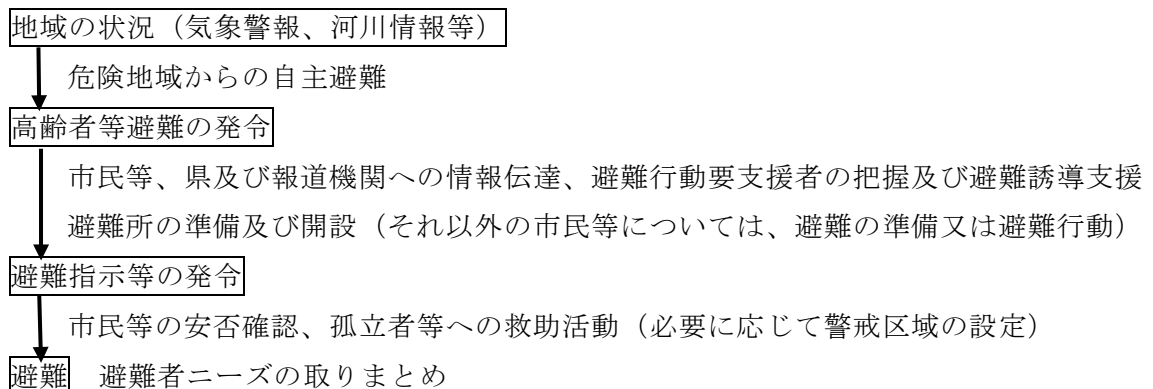 地域の状況（気象警報、河川情報等）
危険地域からの自主避難
高齢者等避難の発令
市民等、県及び報道機関への情報伝達、避難行動要支援者の把握及び避難誘導支援
避難所の準備及び開設（それ以外の市民等については、避難の準備又は避難行動）
避難指示等の発令
市民等の安否確認、孤立者等への救助活動（必要に応じて警戒区域の設定）
避難　避難者ニーズの取りまとめ